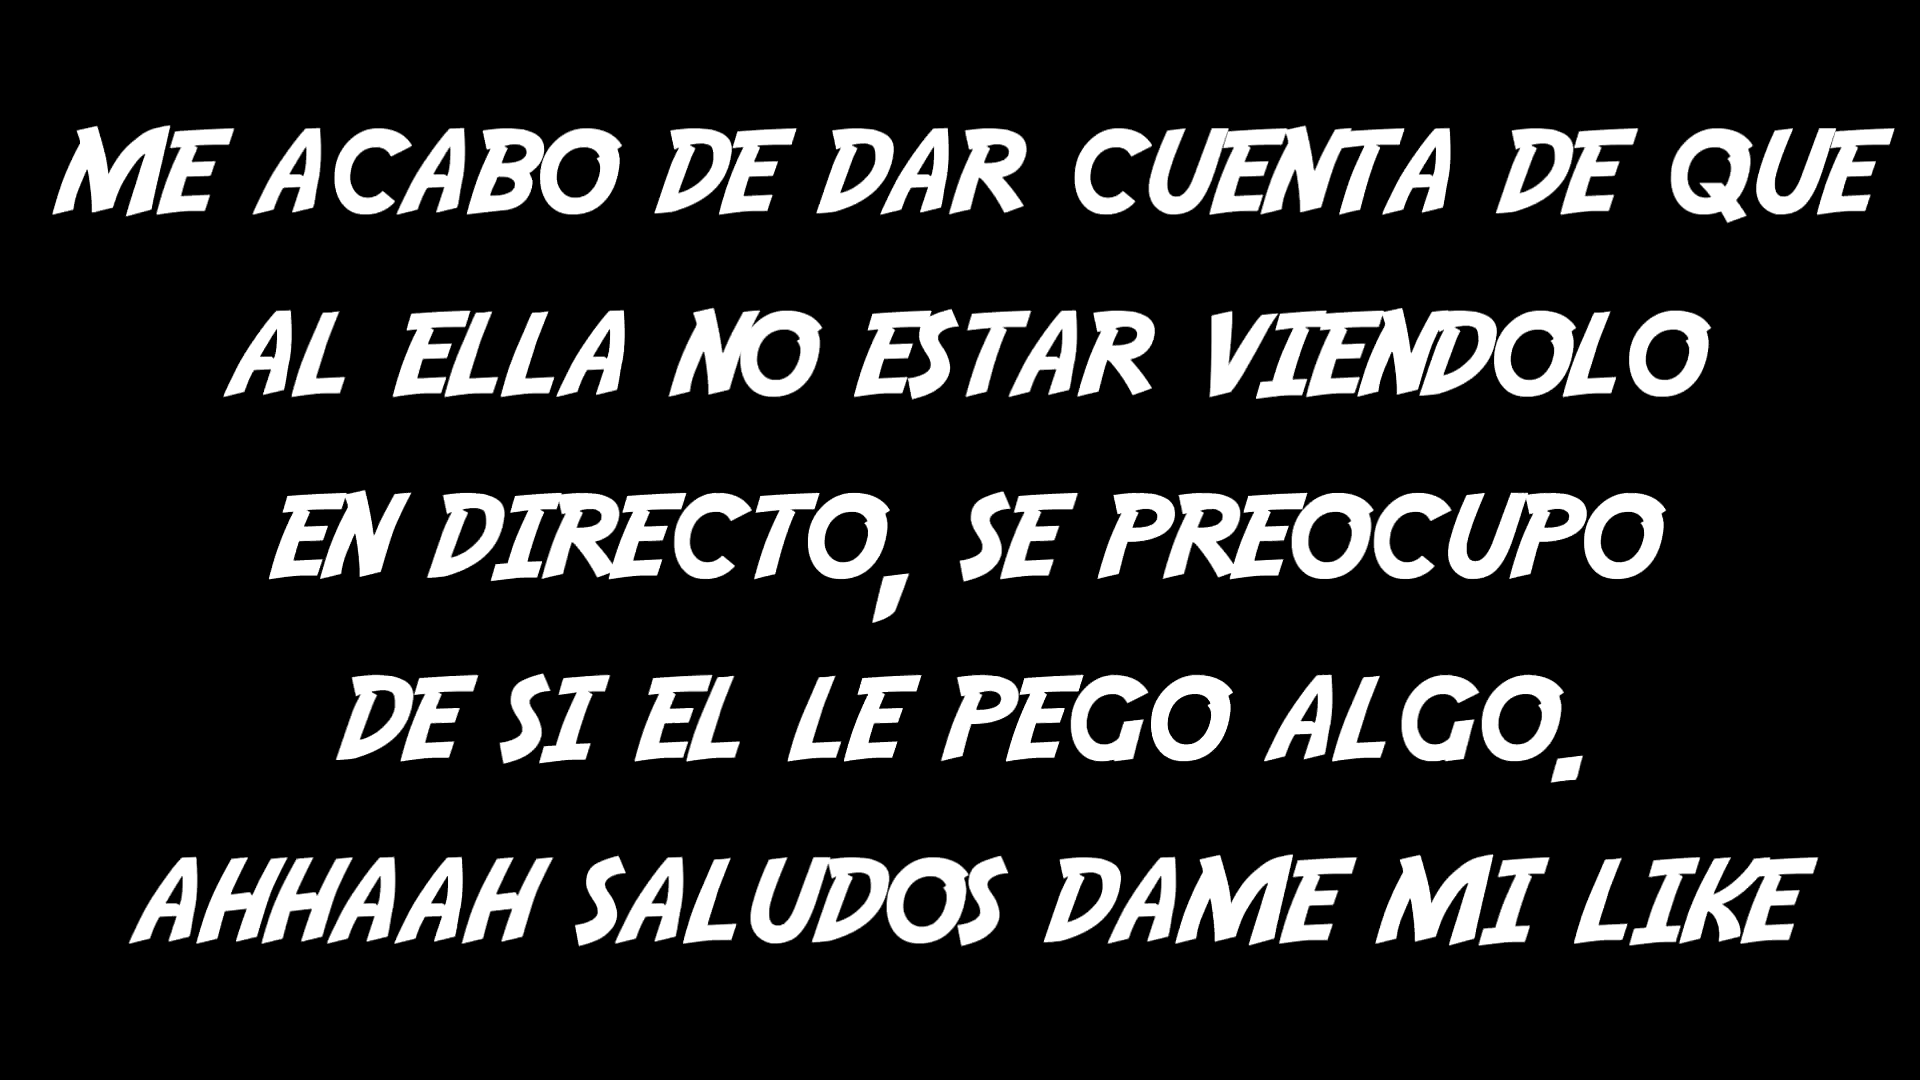 ME ACABO DE DAR CUENTA DE QUE
AL ELLA NO ESTAR VIENDOLO
EN DIRECTO, SE PREOCUPO
DE SI EL LE PEGO ALGO.
AHHAAH SALUDOS DAME MI LIKE